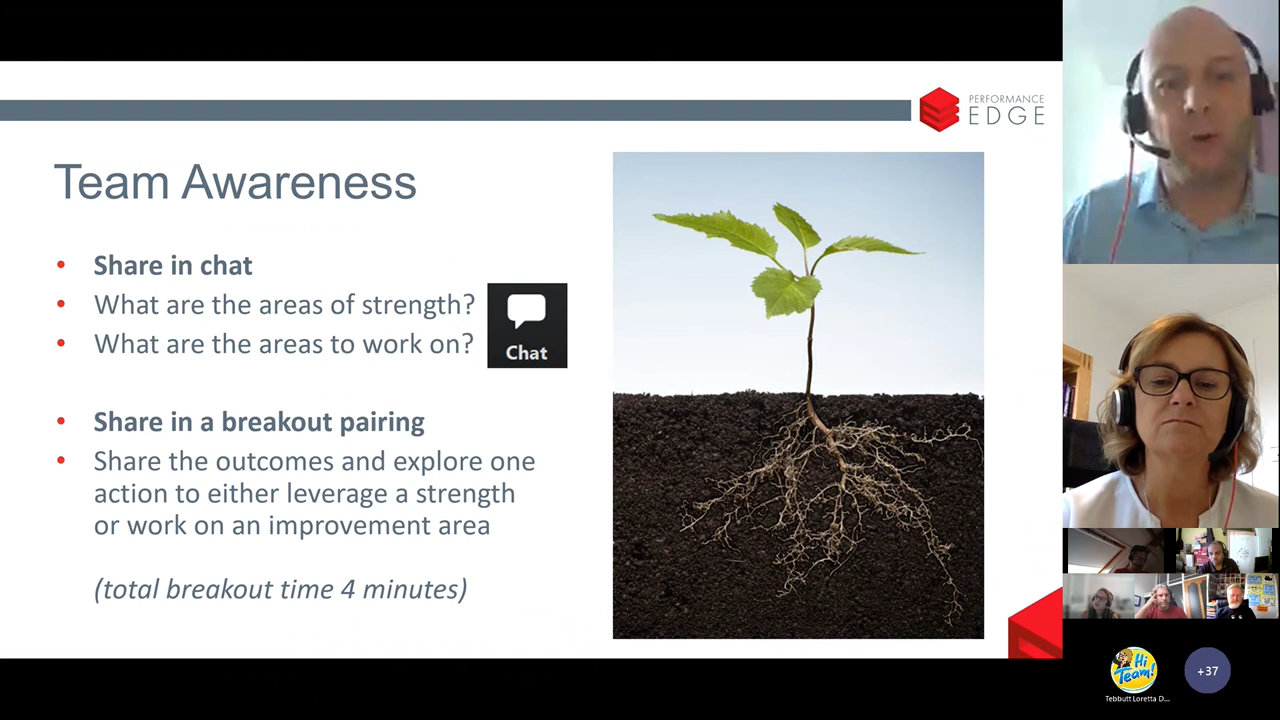 PERFORMANCE
EDGE
Team Awareness
• Share in chat
• What are the areas of strength?
• What are the areas to work on?
Chat
• Share in a breakout pairing
• Share the outcomes and explore one
action to either leverage a strength
or work on an improvement area
(total breakout time 4 minutes)
Hi
Team!
+37
Tebbutt Loretta D...